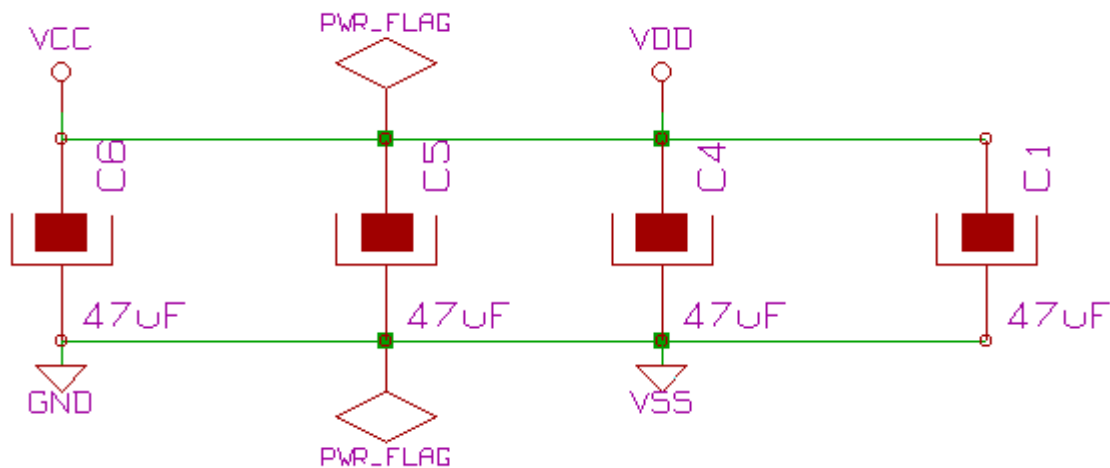 PWR_FLAG
VCC
VDD
C6
C5
C4
C1
47uF
47uF
47uF
47uF
GND
VSS
PWR_FLAG